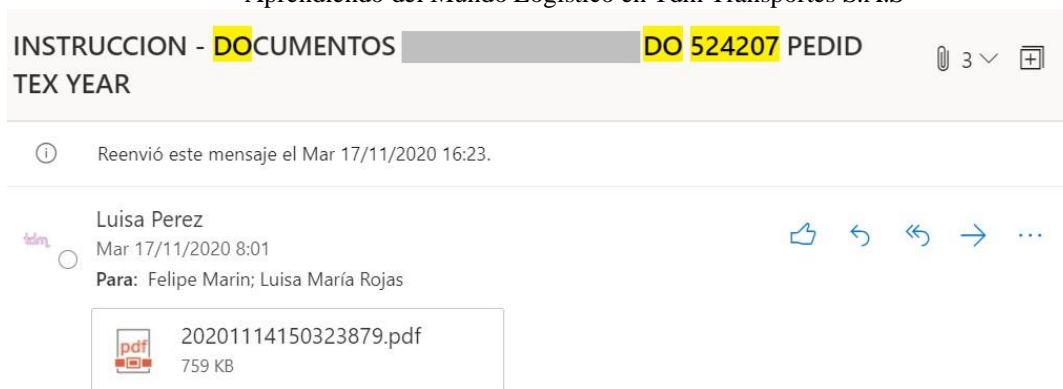 Aprendiendo del Mundo Logístico en Tdm Transportes S.A.S
INSTRUCCION - DOCUMENTOS DO 524207 PEDID
TEX YEAR
3
Reenvió este mensaje el Mar 17/11/2020 16:23.
Luisa Perez
tdm
Mar 17/11/2020 8:01
Para: Felipe Marin; Luisa María Rojas
pdf
20201114150323879.pdf
759 KB